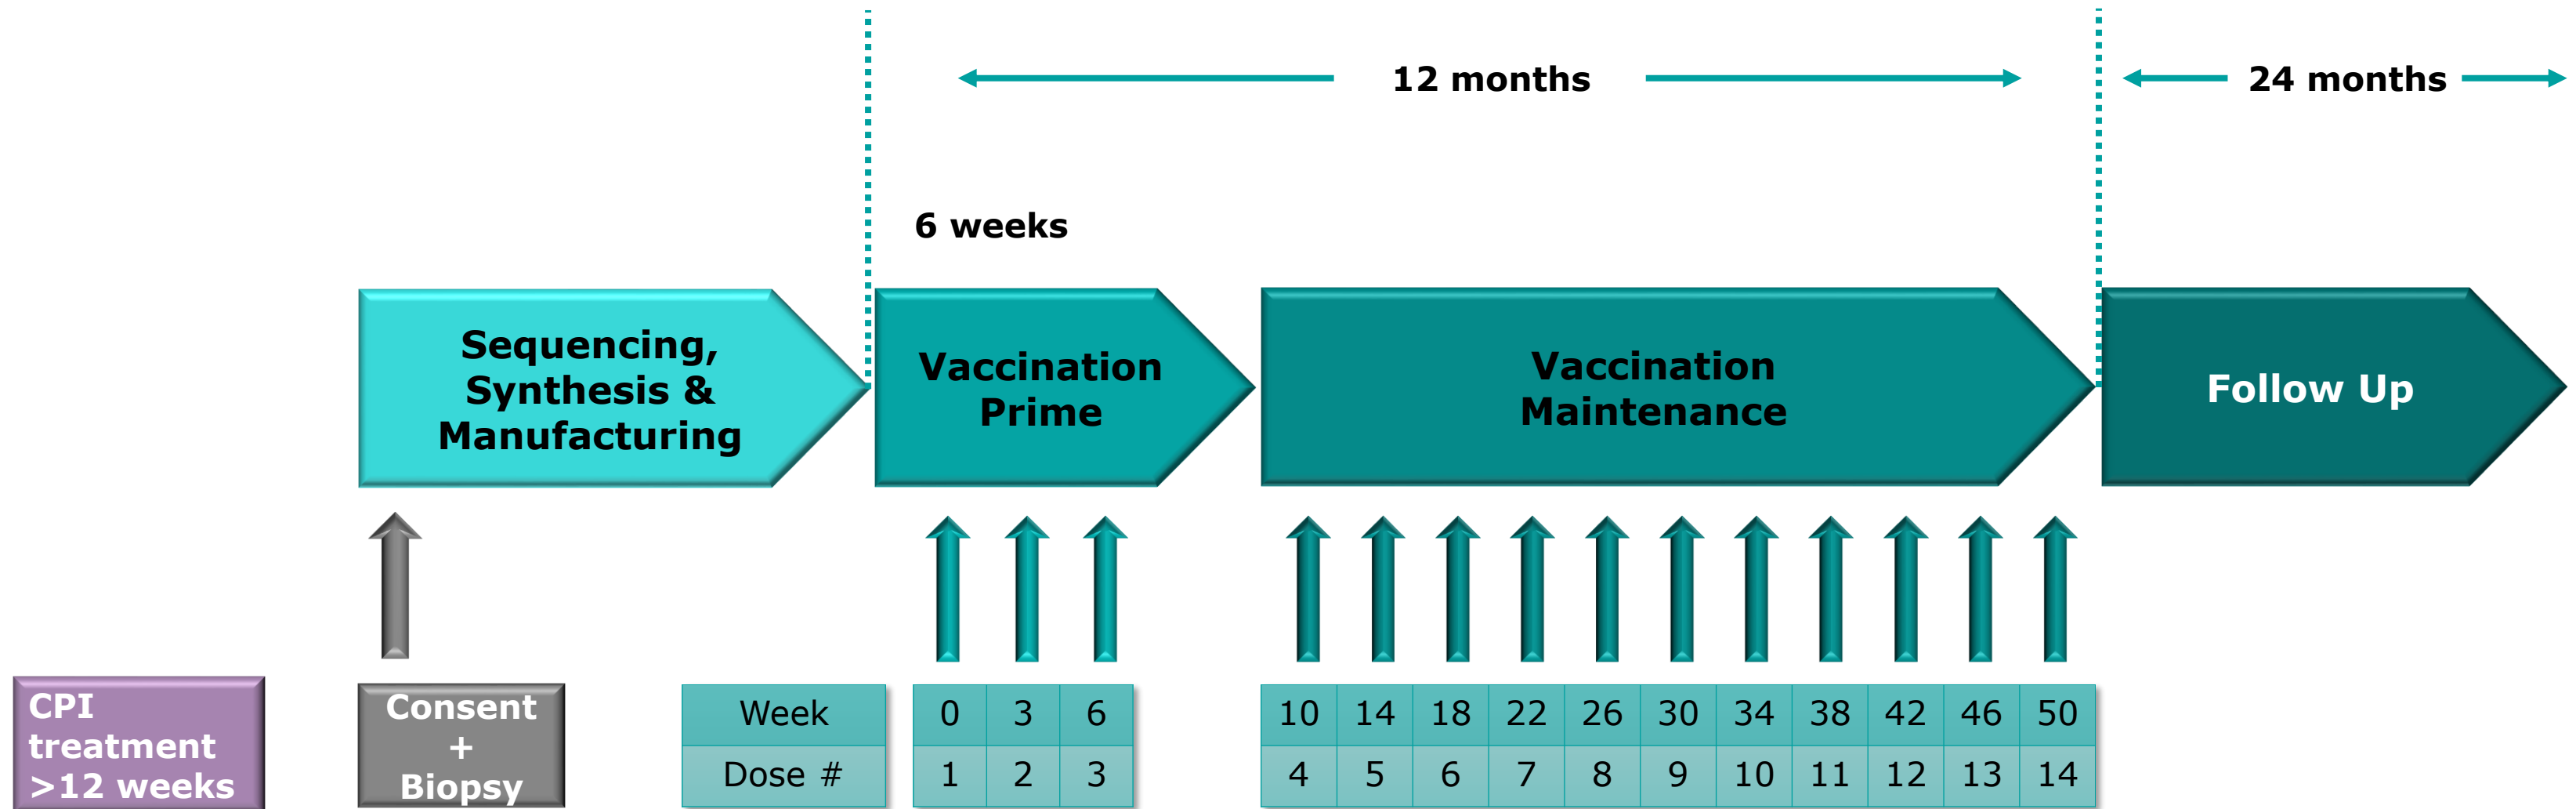 12 months
24 months
6 weeks
Sequencing,
Synthesis &
Manufacturing
Vaccination
Prime
Vaccination
Maintenance
Follow Up
CPI
treatment
>12 weeks
Consent
+
Biopsy
Week 0 3 6 10 14 18 22 26 30 34 38 42 46 50
Dose # 1 2 3 4 5 6 7 8 9 10 11 12 13 14